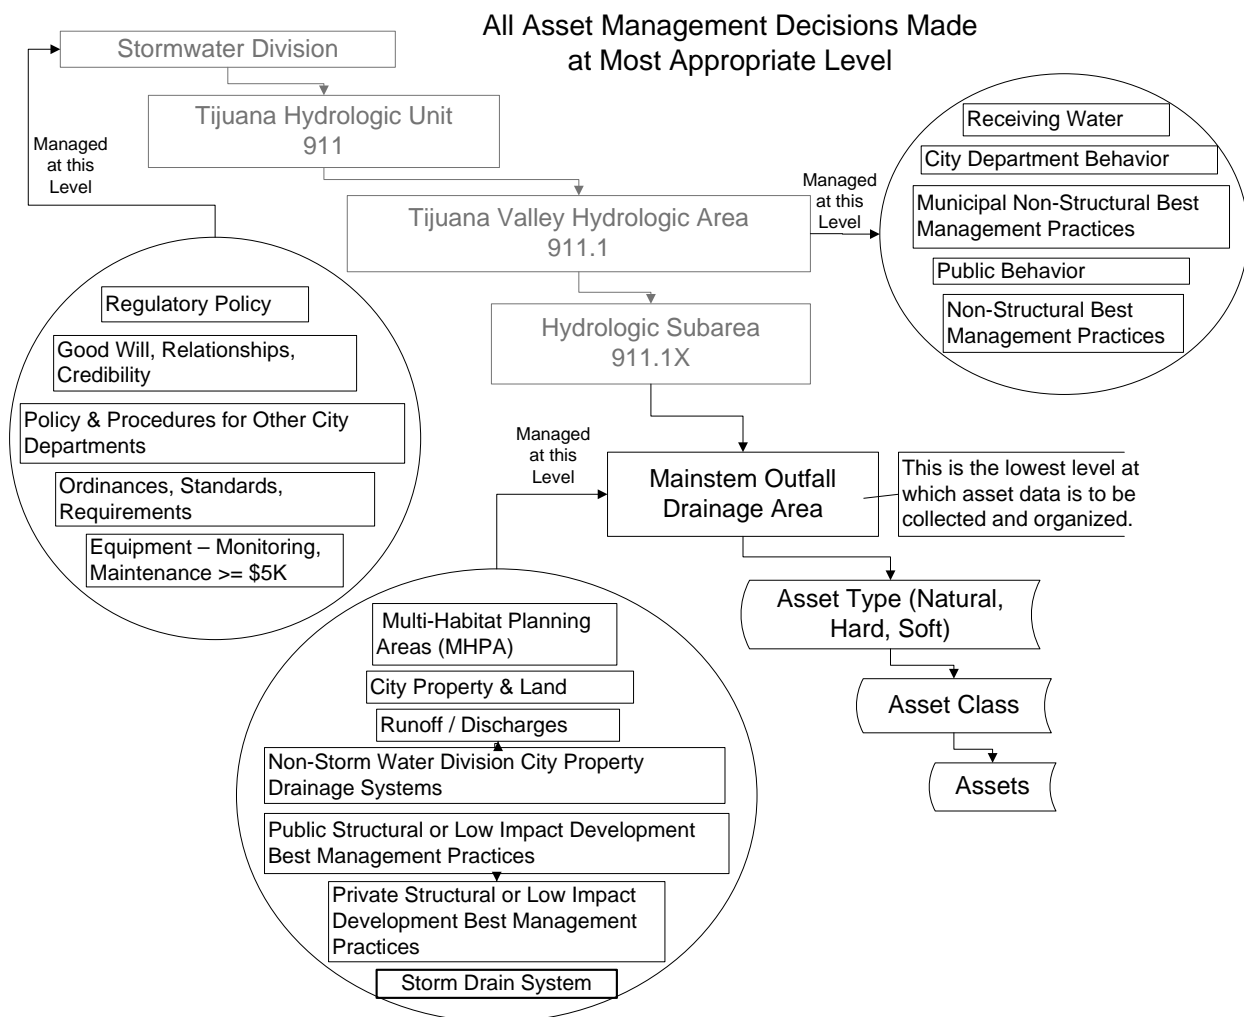 All Asset Management Decisions Made
at Most Appropriate Level
Stormwater Division
Tijuana Hydrologic Unit
911
Managed
at this
Level
Tijuana Valley Hydrologic Area
911.1
Managed
at this
Level
Receiving Water
City Department Behavior
Municipal Non-Structural Best
Management Practices
Public Behavior
Non-Structural Best
Management Practices
Hydrologic Subarea
911.1X
Regulatory Policy
Good Will, Relationships,
Credibility
Policy & Procedures for Other City
Departments
Ordinances, Standards,
Requirements
Equipment – Monitoring,
Maintenance >= $5K
Managed
at this
Level
Mainstem Outfall
Drainage Area
This is the lowest level at
which asset data is to be
collected and organized.
Asset Type (Natural,
Hard, Soft)
Asset Class
Assets
Multi-Habitat Planning
Areas (MHPA)
City Property & Land
Runoff / Discharges
Non-Storm Water Division City Property
Drainage Systems
Public Structural or Low Impact Development
Best Management Practices
Private Structural or Low Impact
Development Best Management
Practices
Storm Drain System